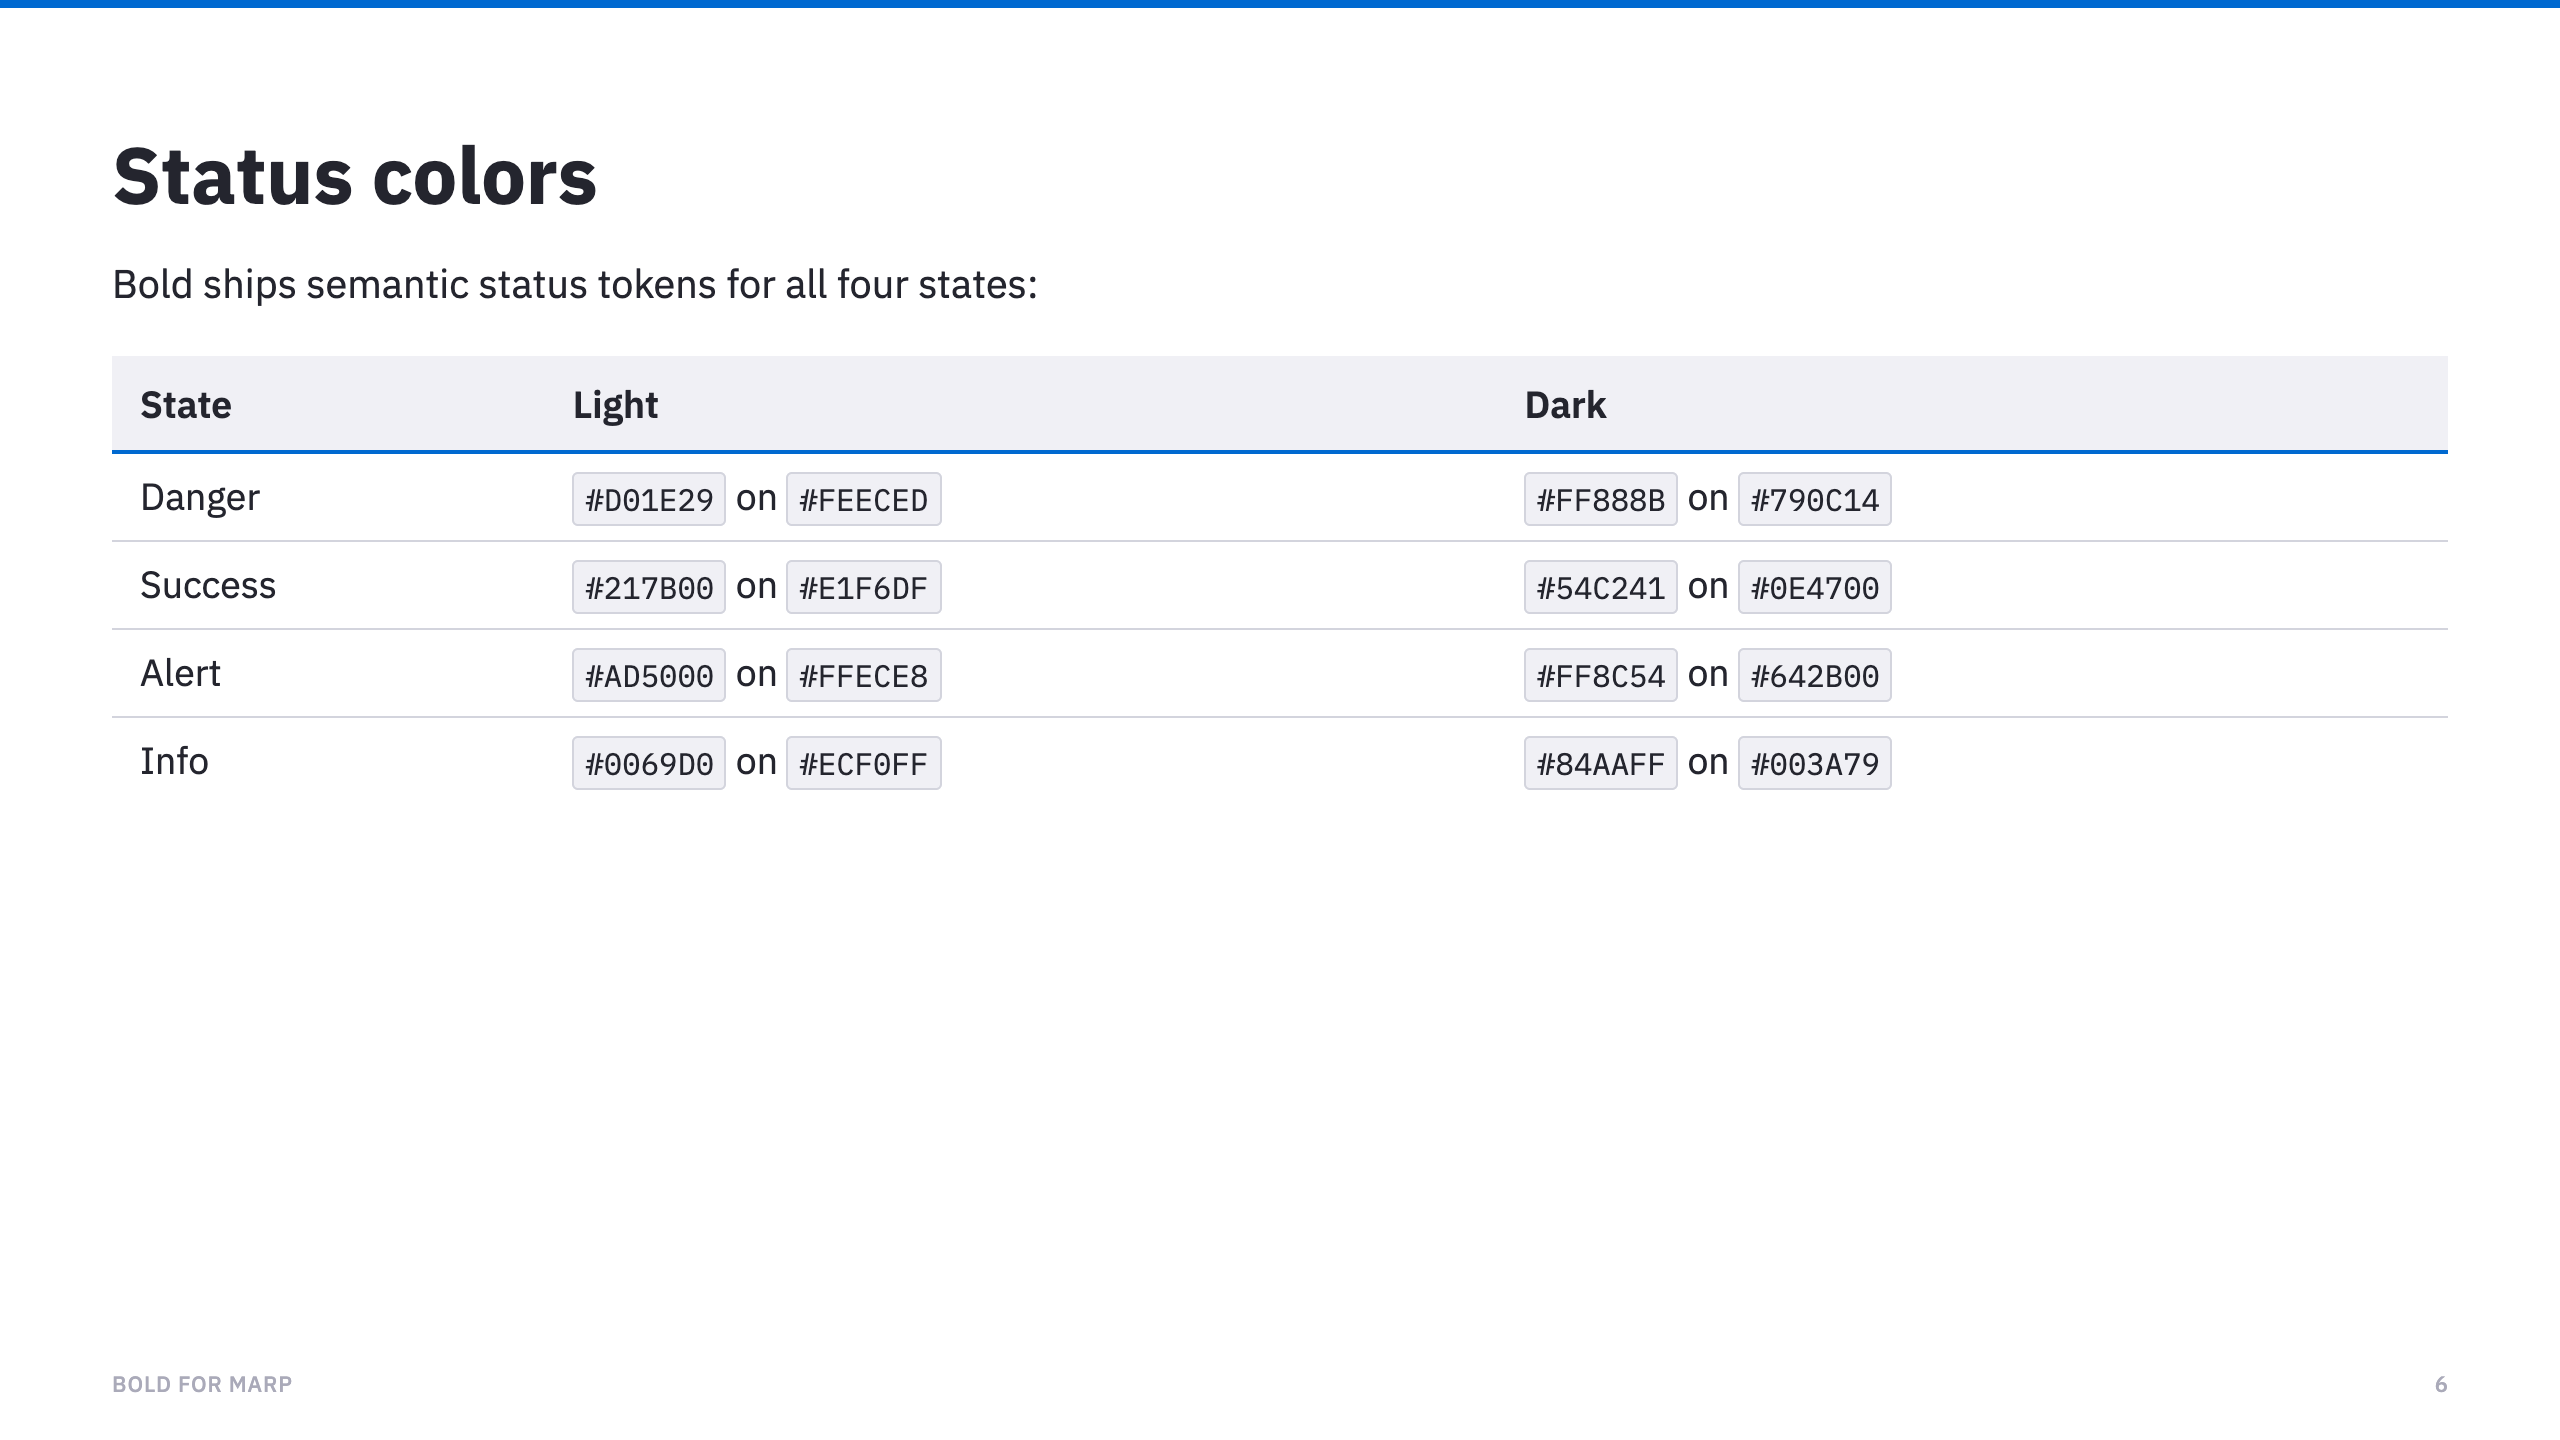 Status colors
Bold ships semantic status tokens for all four states:
State Light Dark
Danger #D01E29 on #FEECED #FF888B on #790C14
Success #217B00 on #E1F6DF #54C241 on #0E4700
Alert #AD5000 on #FFECE8 #FF8C54 on #642B00
Info #0069D0 on #ECF0FF #84AAFF on #003A79
BOLD FOR MARP 6